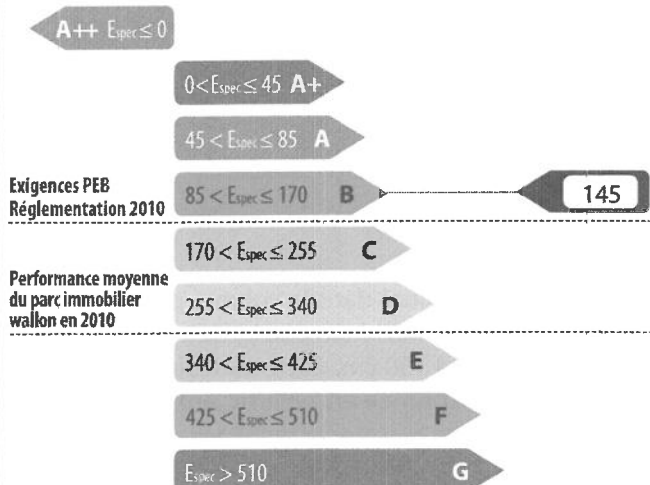 A++ Espec ≤ 0
0 < Espec ≤ 45 A+
45 < Espec ≤ 85 A
Exigences PEB
Réglementation 2010
85 < Espec ≤ 170 B
145
170 < Espec ≤ 255 C
Performance moyenne
du parc immobilier
wallon en 2010
255 < Espec ≤ 340 D
340 < Espec ≤ 425 E
425 < Espec ≤ 510 F
Espec > 510 G